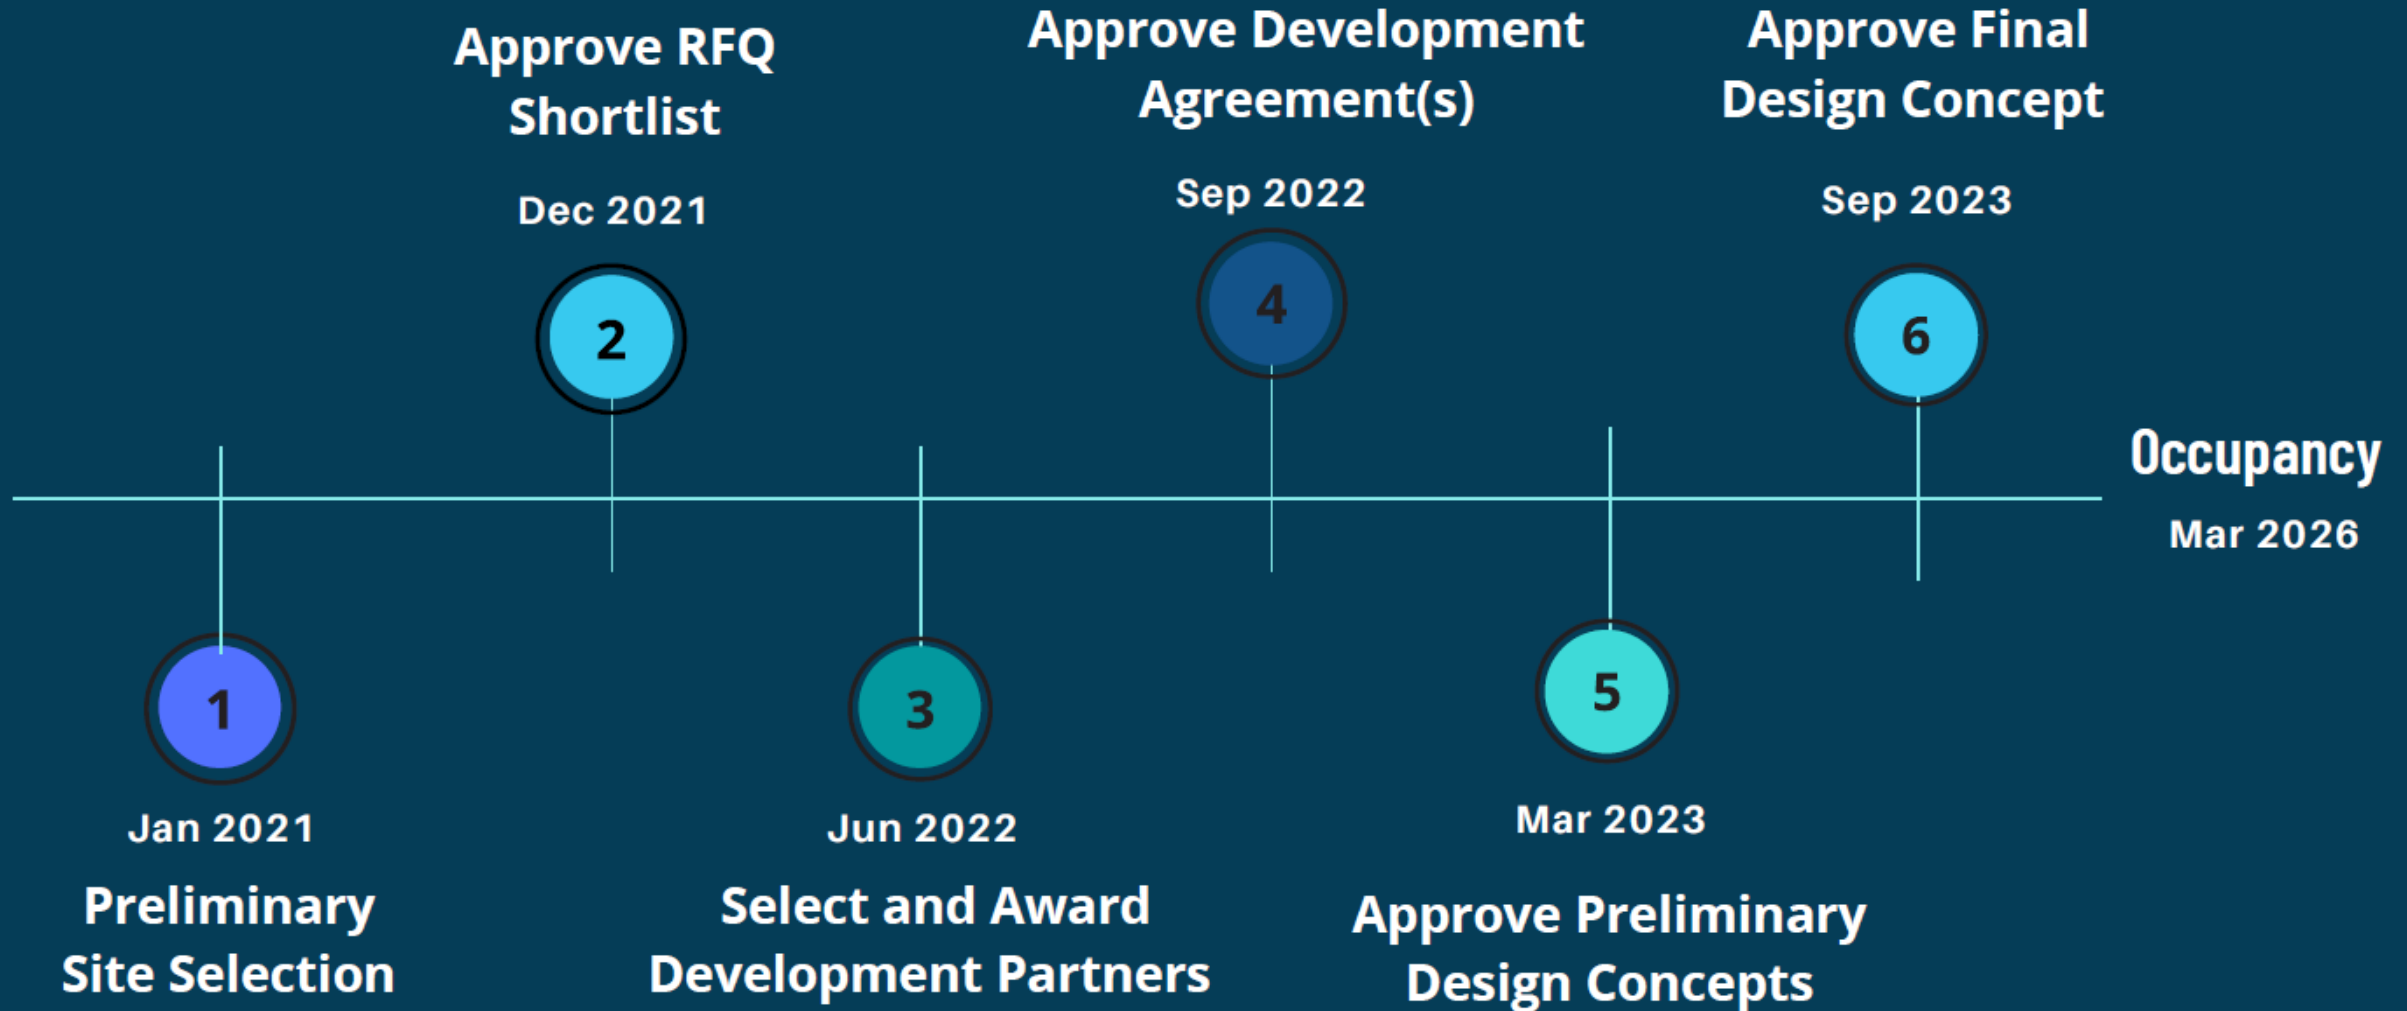 Approve RFQ
Shortlist
Dec 2021
2
Approve Development
Agreement(s)
Sep 2022
4
Approve Final
Design Concept
Sep 2023
6
Occupancy
Mar 2026
1
Jan 2021
Preliminary
Site Selection
3
Jun 2022
Select and Award
Development Partners
5
Mar 2023
Approve Preliminary
Design Concepts